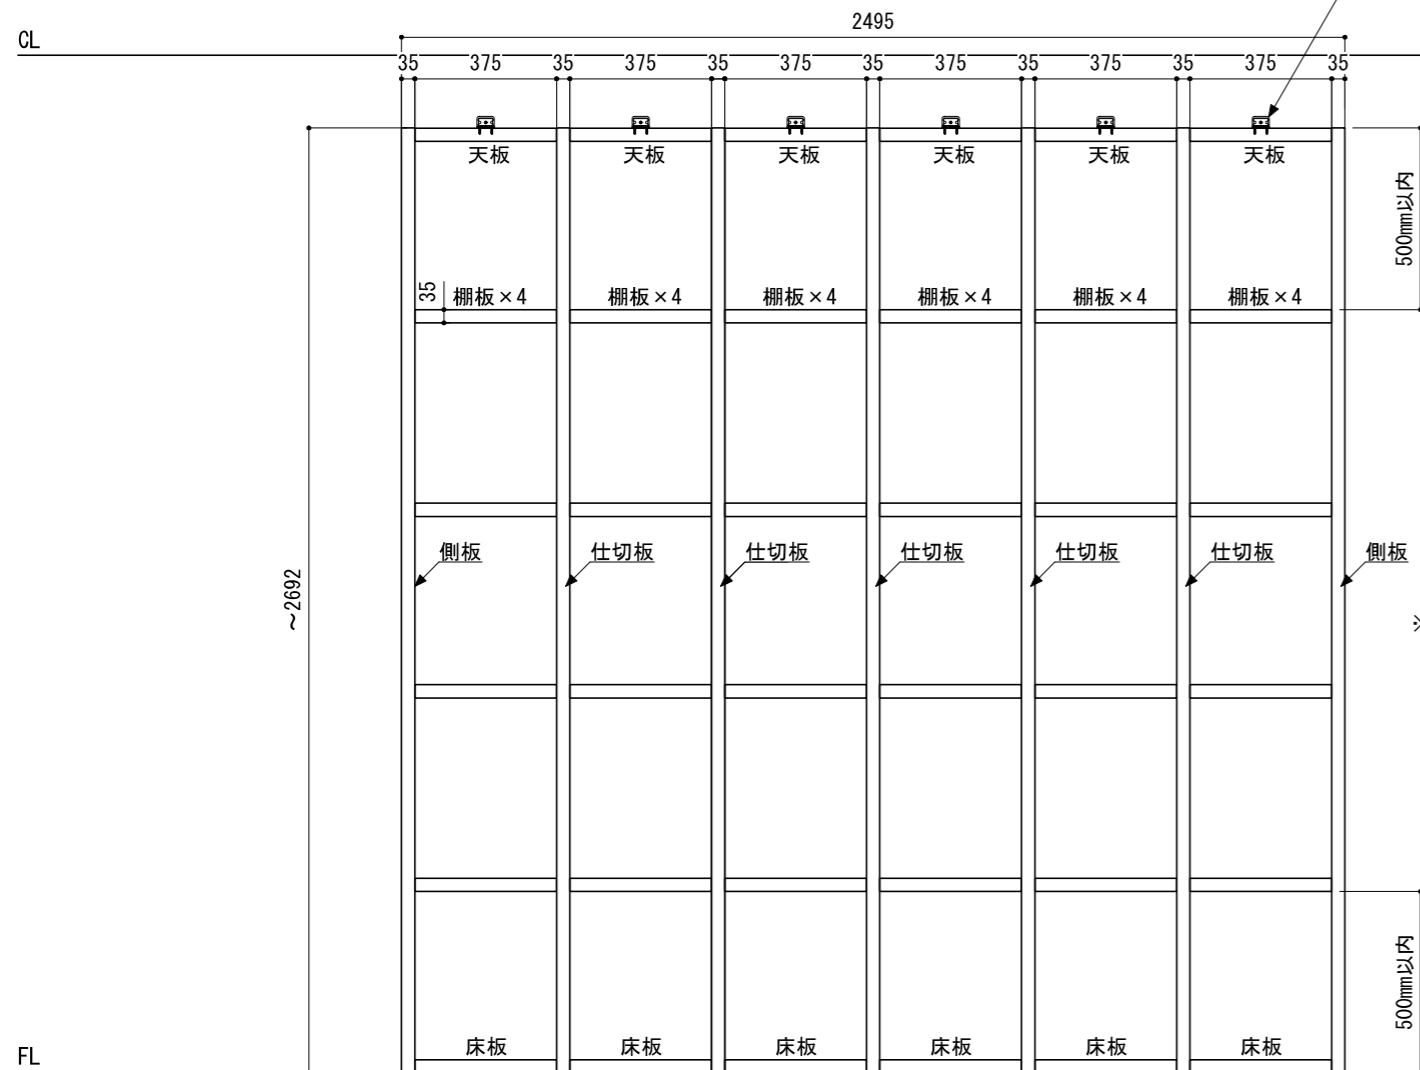 2495
CL
35 375 35 375 35 375 35 375 35 375 35 375 35
天板 天板 天板 天板 天板 天板
500mm以内
35
棚板×4 棚板×4 棚板×4 棚板×4 棚板×4 棚板×4
側板 仕切板 仕切板 仕切板 仕切板 仕切板 側板
～2692
※
500mm以内
床板 床板 床板 床板 床板 床板
FL